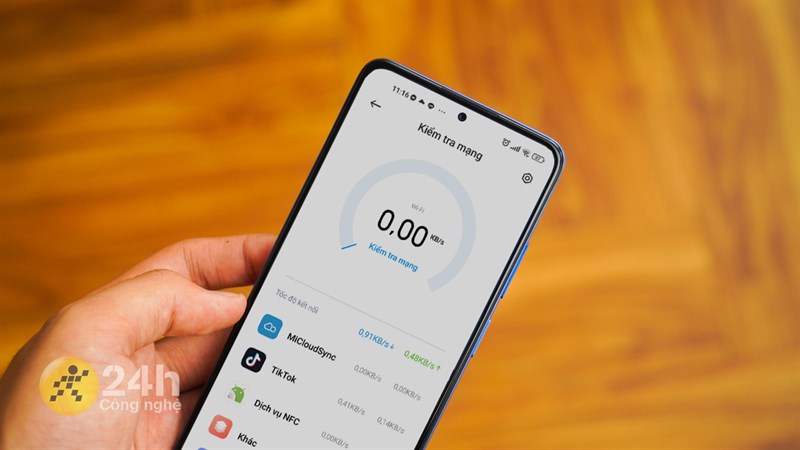 11:16
Kiểm tra mạng
Wi-Fi
0,00 KB/s
Kiểm tra mạng
Tốc độ kết nối 0,91KB/s ↓ 0,48KB/s ↑
MiCloudSync 0,00KB/s 0,00KB/s
TikTok 0,41KB/s 0,14KB/s
Dịch vụ NFC 0,00KB/s
Khác
24h
Công nghệ